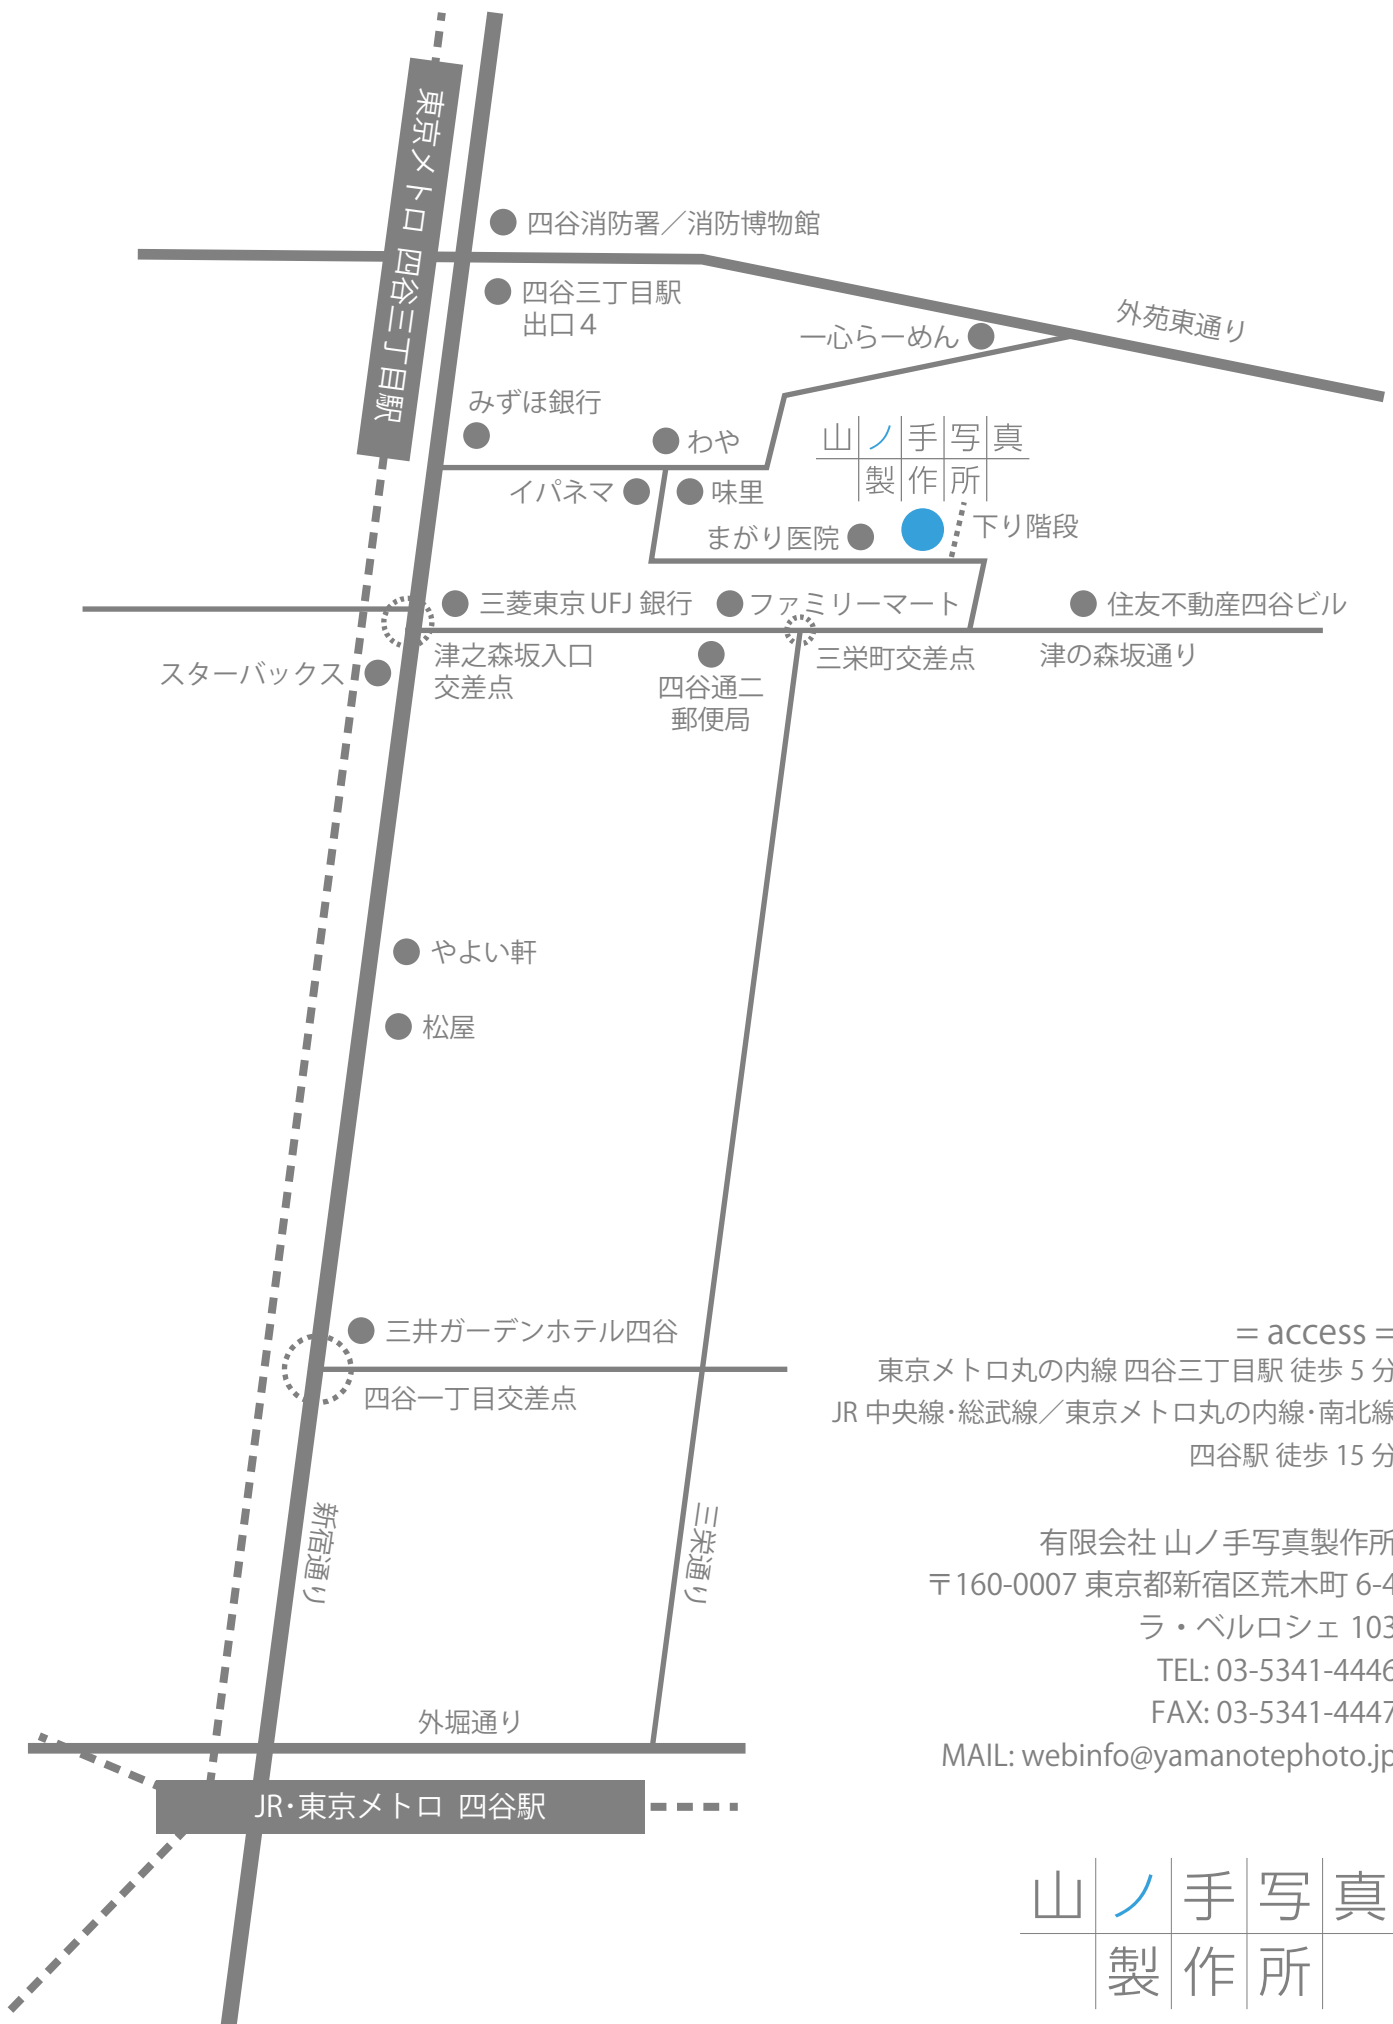 東京メトロ 四谷三丁目駅
四谷消防署／消防博物館
四谷三丁目駅
出口４
外苑東通り
一心らーめん
みずほ銀行
わや
山ノ手写真
製作所
イパネマ
味里
下り階段
まがり医院
三菱東京UFJ 銀行
ファミリーマート
住友不動産四谷ビル
津之森坂入口
交差点
三栄町交差点
津の森坂通り
スターバックス
四谷通二
郵便局
やよい軒
松屋
三井ガーデンホテル四谷
四谷一丁目交差点
新宿通り
三栄通り
外堀通り
JR･東京メトロ 四谷駅
= access =
東京メトロ丸の内線 四谷三丁目駅 徒歩 5 分
JR 中央線･総武線／東京メトロ丸の内線･南北線
四谷駅 徒歩 15 分
有限会社 山ノ手写真製作所
〒160-0007 東京都新宿区荒木町 6-4
ラ・ベルロシェ 103
TEL: 03-5341-4446
FAX: 03-5341-4447
MAIL: webinfo@yamanotephoto.jp
山ノ手写真
製作所